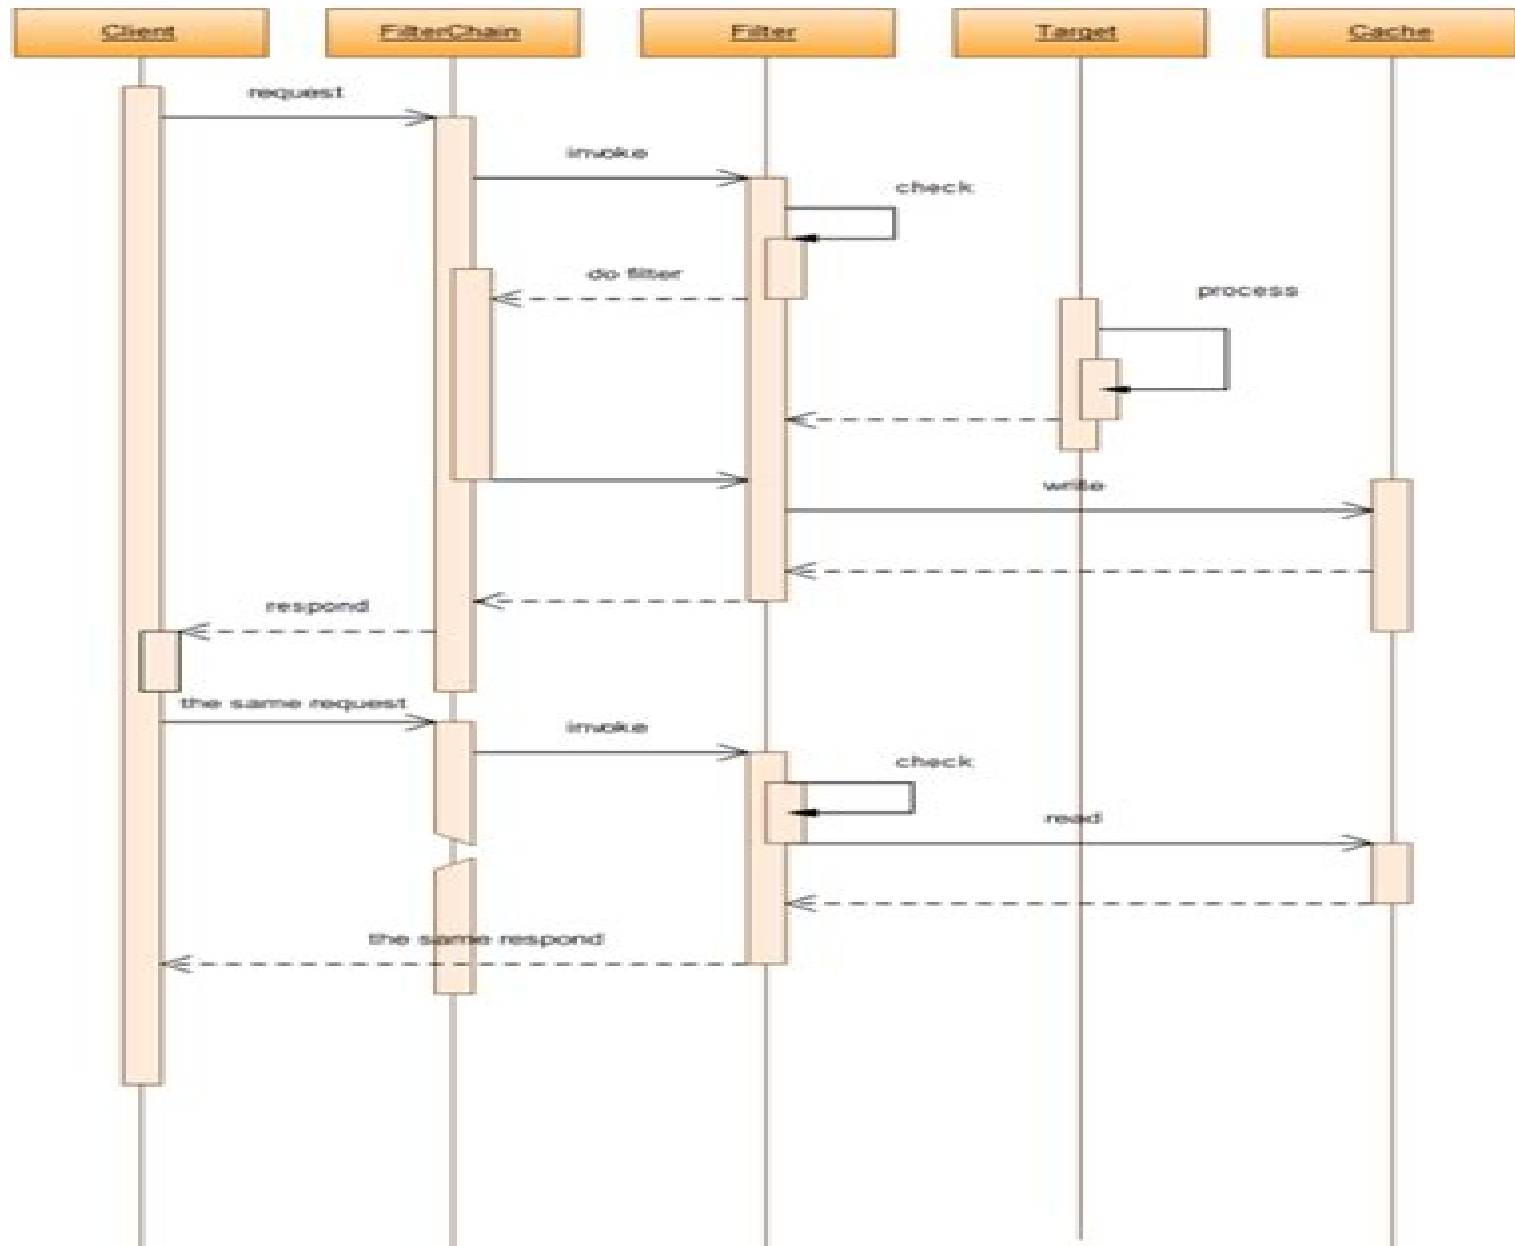 Client FilterChain Filter Target Cache
request
invoke
check
do filter
process
write
respond
the same request
invoke
check
read
the same respond